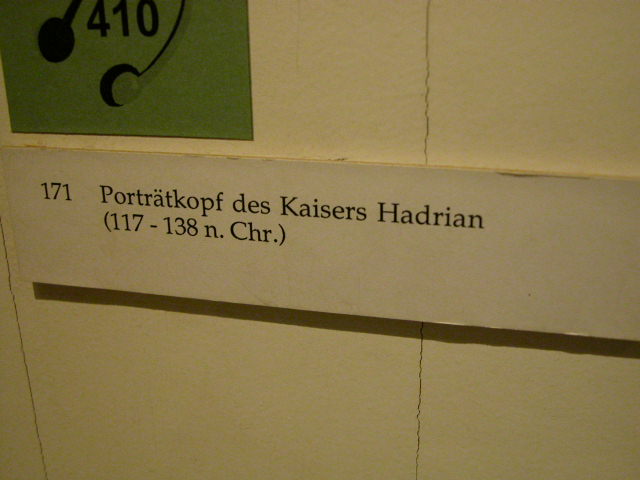 410
171 Porträtkopf des Kaisers Hadrian
(117 - 138 n. Chr.)